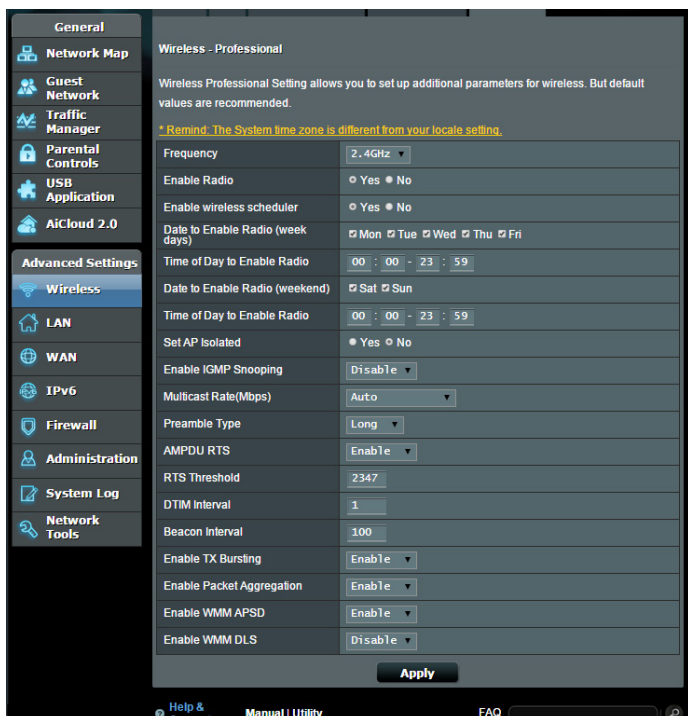 General
Network Map
Guest
Network
Traffic
Manager
Parental
Controls
USB
Application
AiCloud 2.0
Advanced Settings
Wireless
LAN
WAN
IPv6
Firewall
Administration
System Log
Network
Tools
Wireless - Professional
Wireless Professional Setting allows you to set up additional parameters for wireless. But default
values are recommended.
* Remind: The System time zone is different from your locale setting.
Frequency 2.4GHz
Enable Radio Yes No
Enable wireless scheduler Yes No
Date to Enable Radio (week
days) Mon Tue Wed Thu Fri
Time of Day to Enable Radio 00 : 00 - 23 : 59
Date to Enable Radio (weekend) Sat Sun
Time of Day to Enable Radio 00 : 00 - 23 : 59
Set AP Isolated Yes No
Enable IGMP Snooping Disable
Multicast Rate(Mbps) Auto
Preamble Type Long
AMPDU RTS Enable
RTS Threshold 2347
DTIM Interval 1
Beacon Interval 100
Enable TX Bursting Enable
Enable Packet Aggregation Enable
Enable WMM APSD Enable
Enable WMM DLS Disable
Apply
Help &
Manual | Utility
FAQ